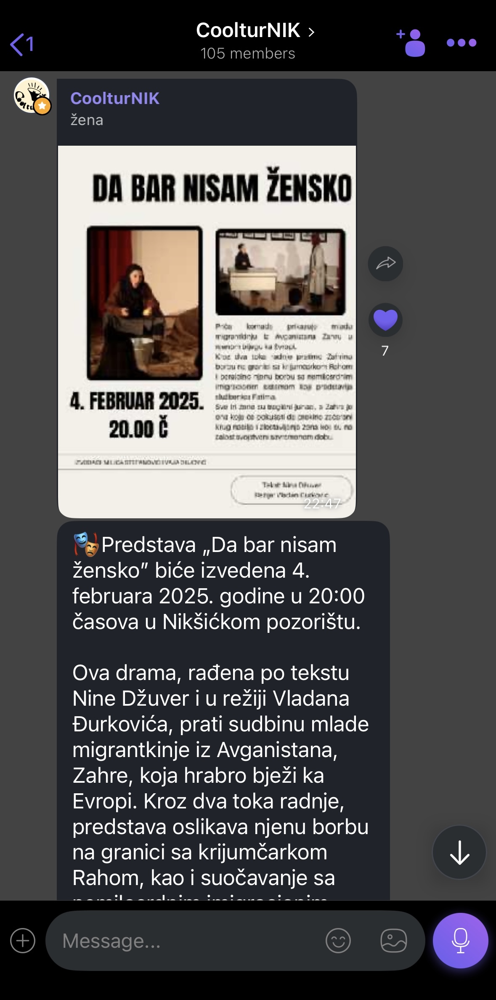 1
CoolturNIK
105 members
CoolturNIK
žena
DA BAR NISAM ŽENSKO
Priča komada prikazuje mladu
migrantkinju iz Avganistana Zahru u
njenom bijegu ka Evropi.
Kroz dva toka radnje pratimo Zahrinu
borbu na granici sa krijumčarkom Rahom
i paralelno njenu borbu sa nemilosrdnim
imigracionim sistemom koji predstavlja
službenica Fatima.
Sve tri žene su tragični junaci, a Zahra je
ona koja će pokušati da prekine začarani
krug nasilja i zlostavljanja žena koji su na
žalost svojstveni savremenom dobu.
4. FEBRUAR 2025.
20.00 Č
Tekst: Nina Džuver
22:47
7
Predstava „Da bar nisam
žensko” biće izvedena 4.
februara 2025. godine u 20:00
časova u Nikšićkom pozorištu.
Ova drama, rađena po tekstu
Nine Džuver i u režiji Vladana
Đurkovića, prati sudbinu mlade
migrantkinje iz Avganistana,
Zahre, koja hrabro bježi ka
Evropi. Kroz dva toka radnje,
predstava oslikava njenu borbu
na granici sa krijumčarkom
Rahom, kao i suočavanje sa
Message...